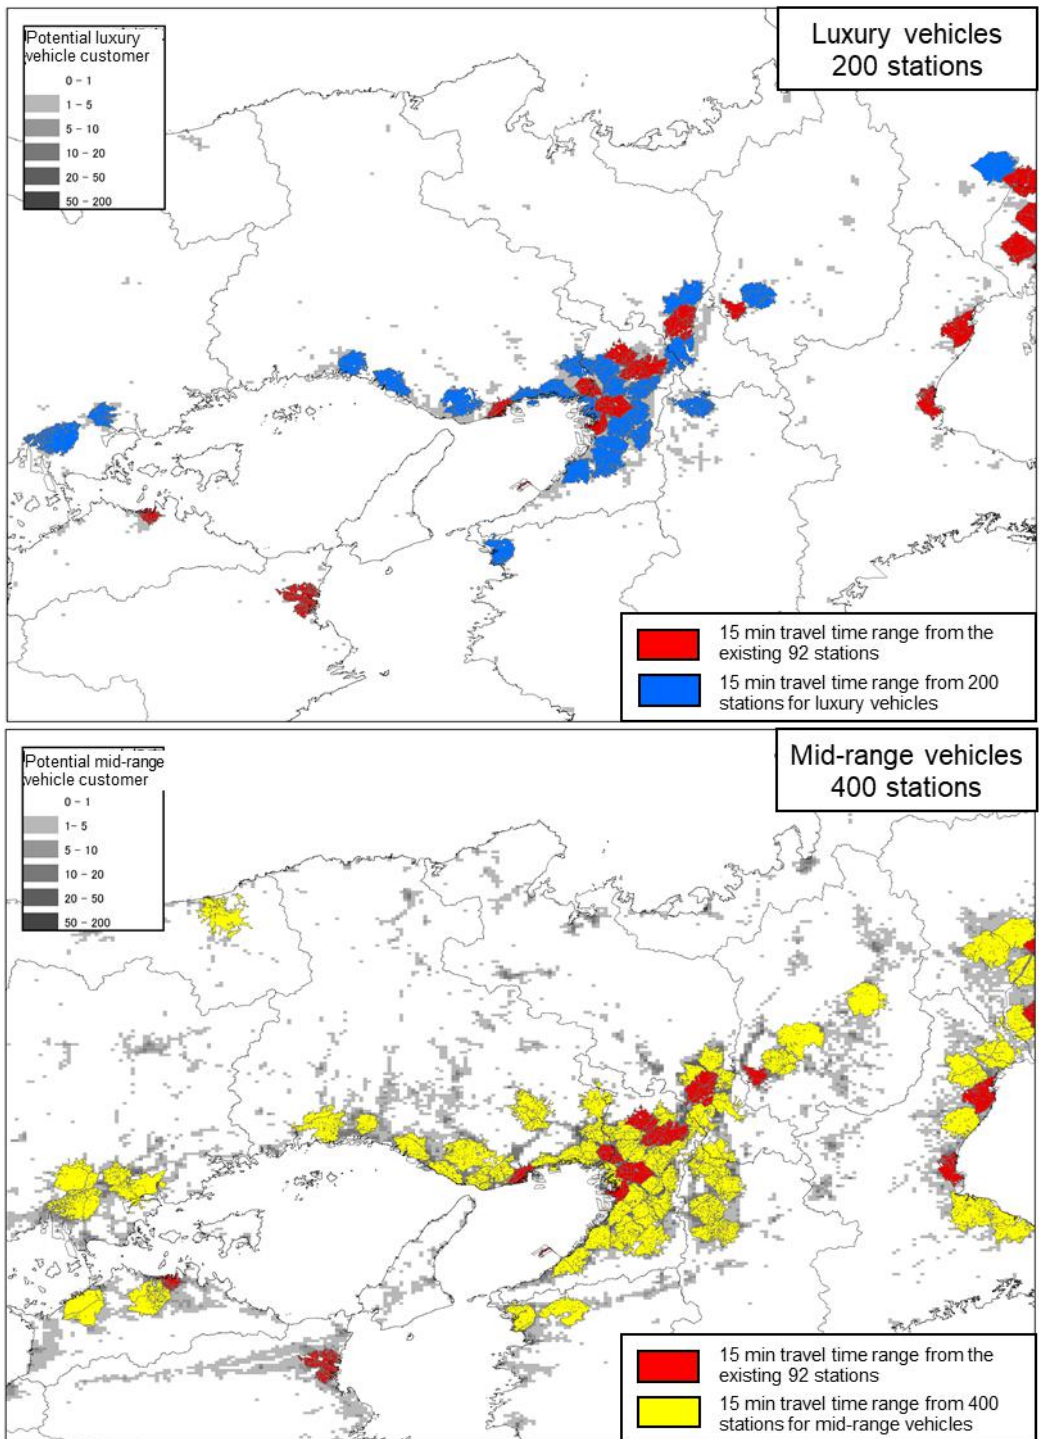 Potential luxury
vehicle customer
0 - 1
1 - 5
5 - 10
10 - 20
20 - 50
50 - 200
Luxury vehicles
200 stations
15 min travel time range from the
existing 92 stations
15 min travel time range from 200
stations for luxury vehicles
Potential mid-range
vehicle customer
0 - 1
1 - 5
5 - 10
10 - 20
20 - 50
50 - 200
Mid-range vehicles
400 stations
15 min travel time range from the
existing 92 stations
15 min travel time range from 400
stations for mid-range vehicles